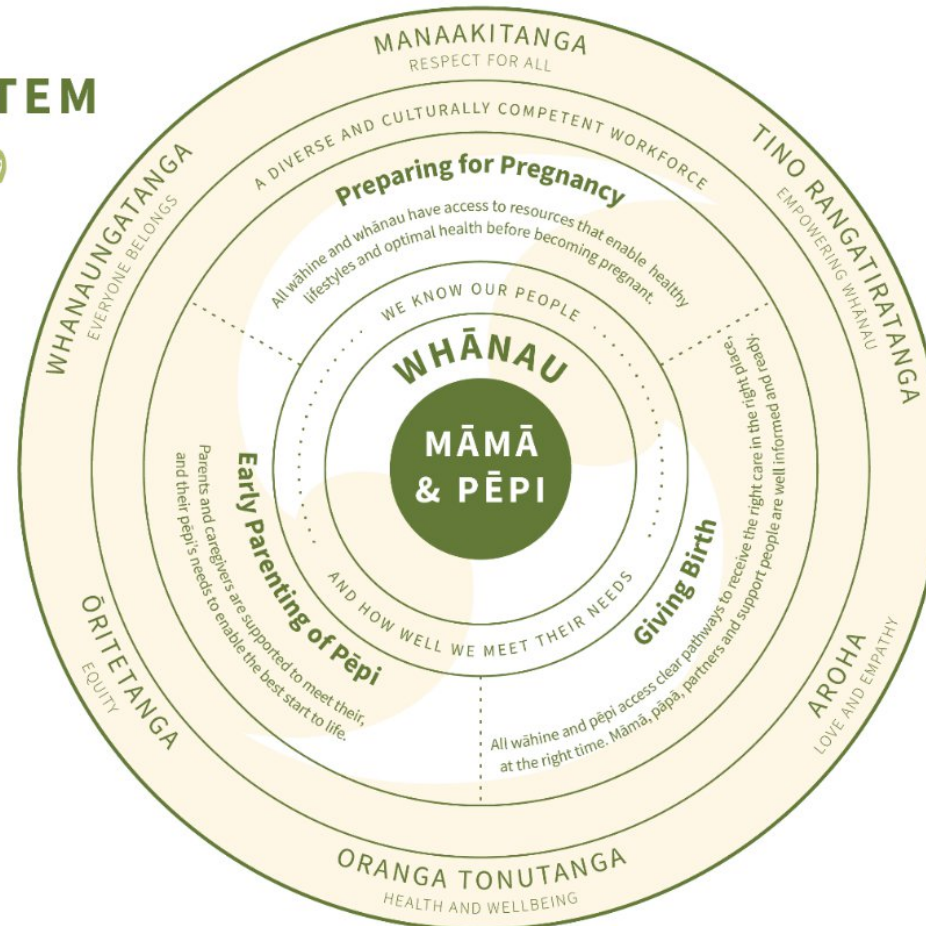 TEM
MANAAKITANGA
RESPECT FOR ALL
TINO RANGATIRATANGA
EMPOWERING WHĀNAU
AROHA
LOVE AND EMPATHY
ORANGA TONUTANGA
HEALTH AND WELLBEING
ŌRITETANGA
EQUITY
WHANAUNGATANGA
EVERYONE BELONGS
A DIVERSE AND CULTURALLY COMPETENT WORKFORCE
Preparing for Pregnancy
All wāhine and whānau have access to resources that enable healthy
lifestyles and optimal health before becoming pregnant.
Giving Birth
All wāhine and pēpi access clear pathways to receive the right care in the right place,
at the right time. Māmā, pāpā, partners and support people are well informed and ready.
Early Parenting of Pēpi
Parents and caregivers are supported to meet their,
and their pēpi's needs to enable the best start to life.
WE KNOW OUR PEOPLE
AND HOW WELL WE MEET THEIR NEEDS
WHĀNAU
MĀMĀ
& PĒPI